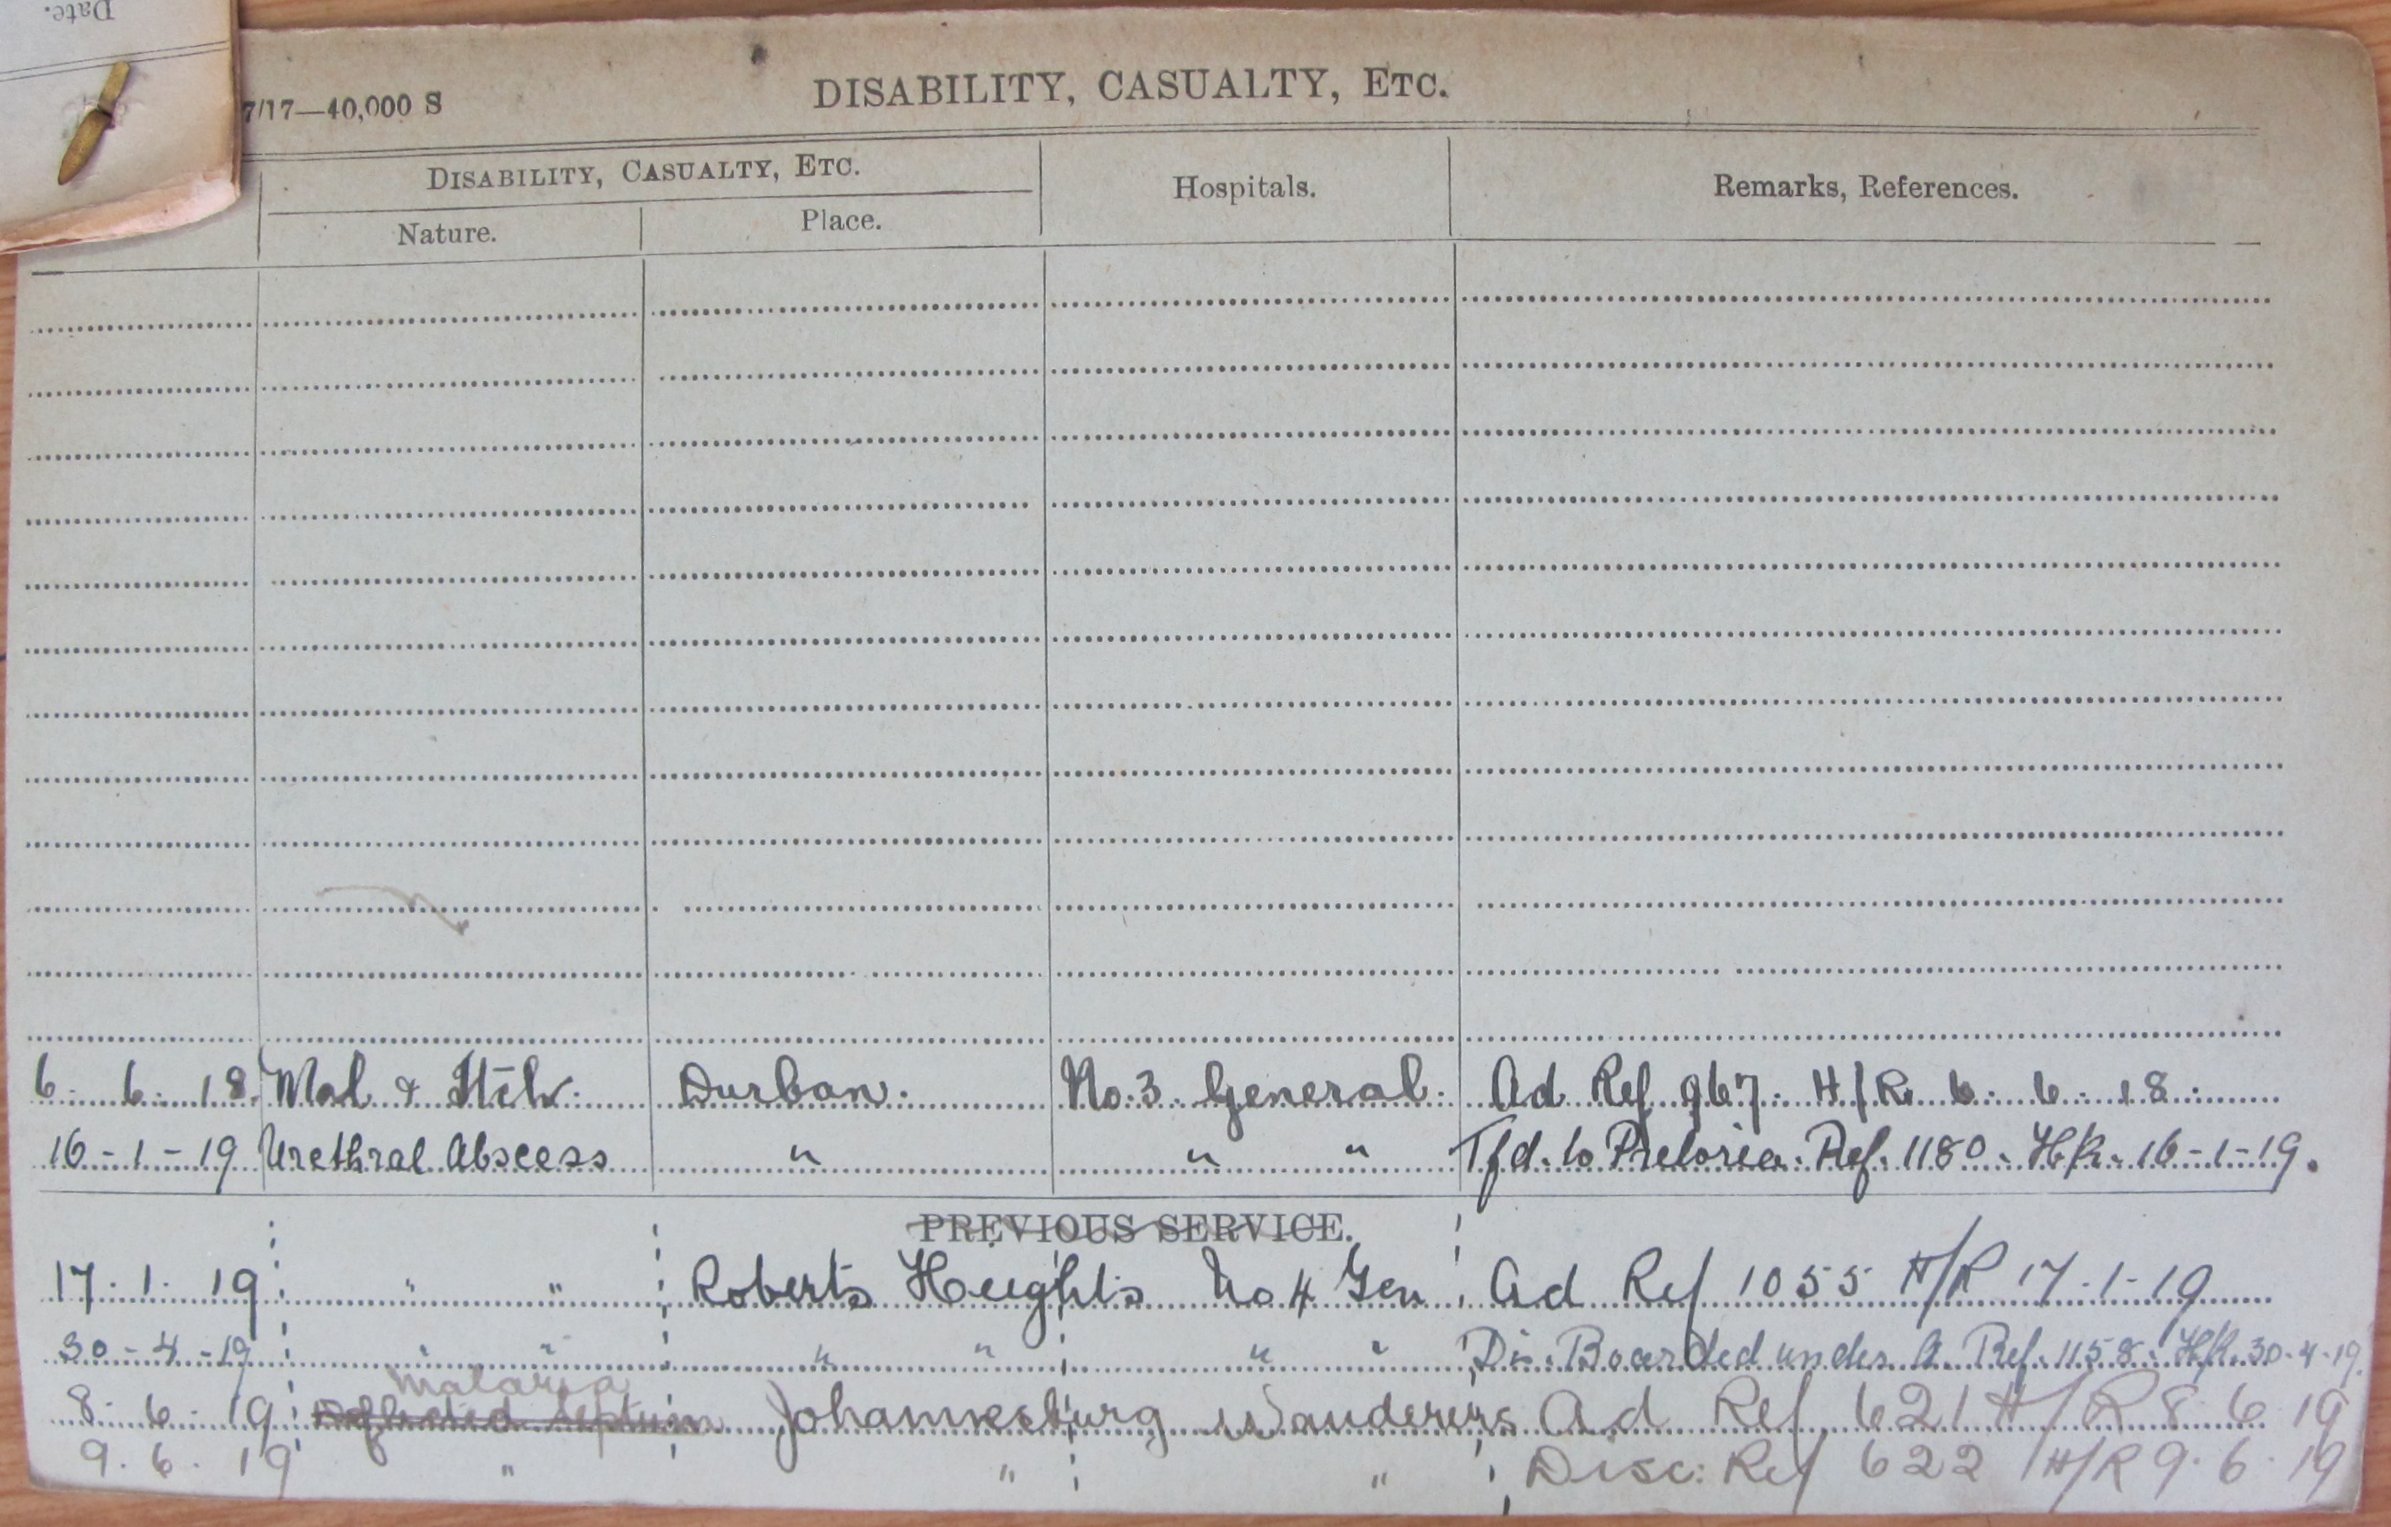 Date.
7/17—40,000 S
DISABILITY, CASUALTY, ETC.
DISABILITY, CASUALTY, ETC.
Hospitals.
Remarks, References.
Nature.
Place.
6. 6. 18. Mal & Durban. No. 3. General. Ad Ref 967. H/R. 6. 6. 18.
16-1-19 Urethral Abscess " " " Tfd. to Pretoria. Ref. 1180. H/R. 16-1-19.
PREVIOUS SERVICE.
17. 1. 19 " " Roberts Heights No 4 Gen Ad Ref 1055 H/R 17-1-19
30-4-19 " " " " " " Dis. Boarded under A. Ref. 1158. H/R. 30-4-19.
malaria
8. 6. 19 Deflected septum Johannesburg Wanderers Ad Ref 621 H/R 8 6 19
9. 6. 19 " " " Disc: Ref 622 H/R 9. 6. 19